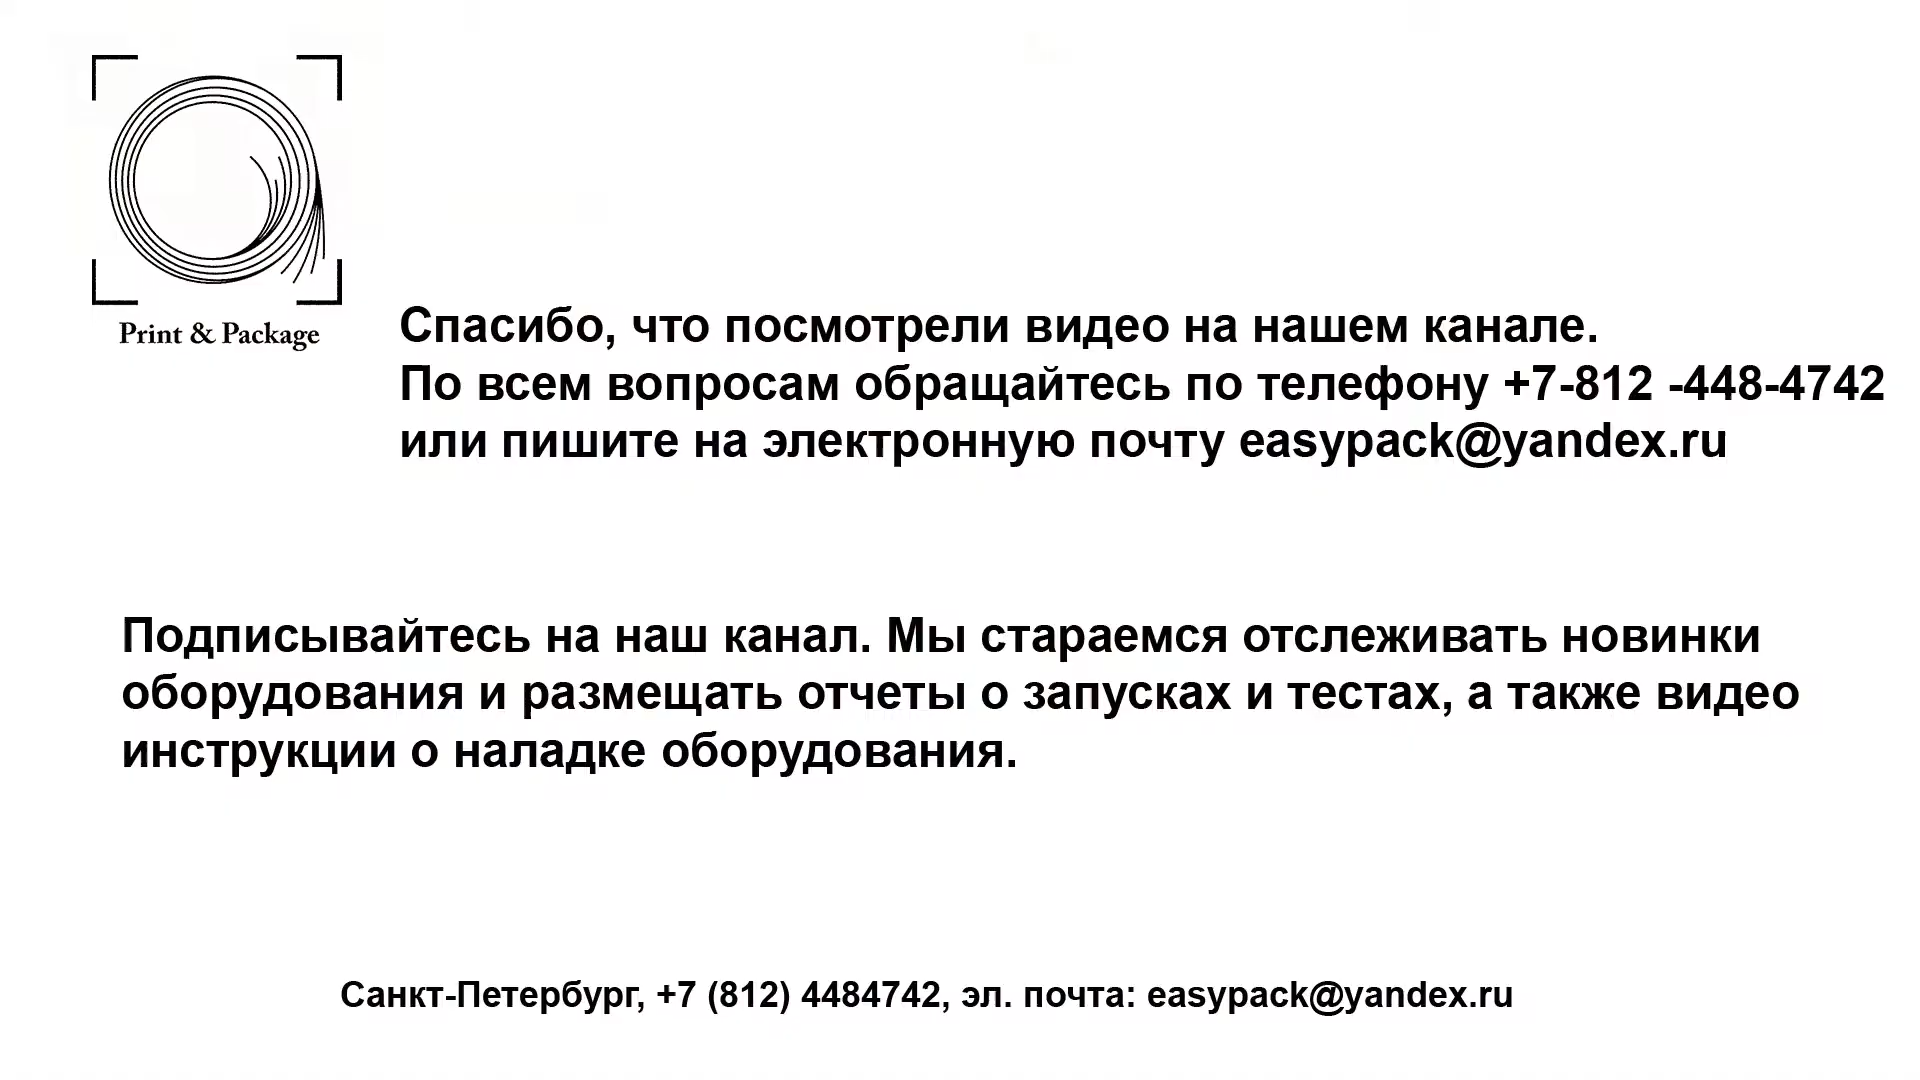 Print & Package
Спасибо, что посмотрели видео на нашем канале.
По всем вопросам обращайтесь по телефону +7-812 -448-4742
или пишите на электронную почту easypack@yandex.ru
Подписывайтесь на наш канал. Мы стараемся отслеживать новинки
оборудования и размещать отчеты о запусках и тестах, а также видео
инструкции о наладке оборудования.
Санкт-Петербург, +7 (812) 4484742, эл. почта: easypack@yandex.ru